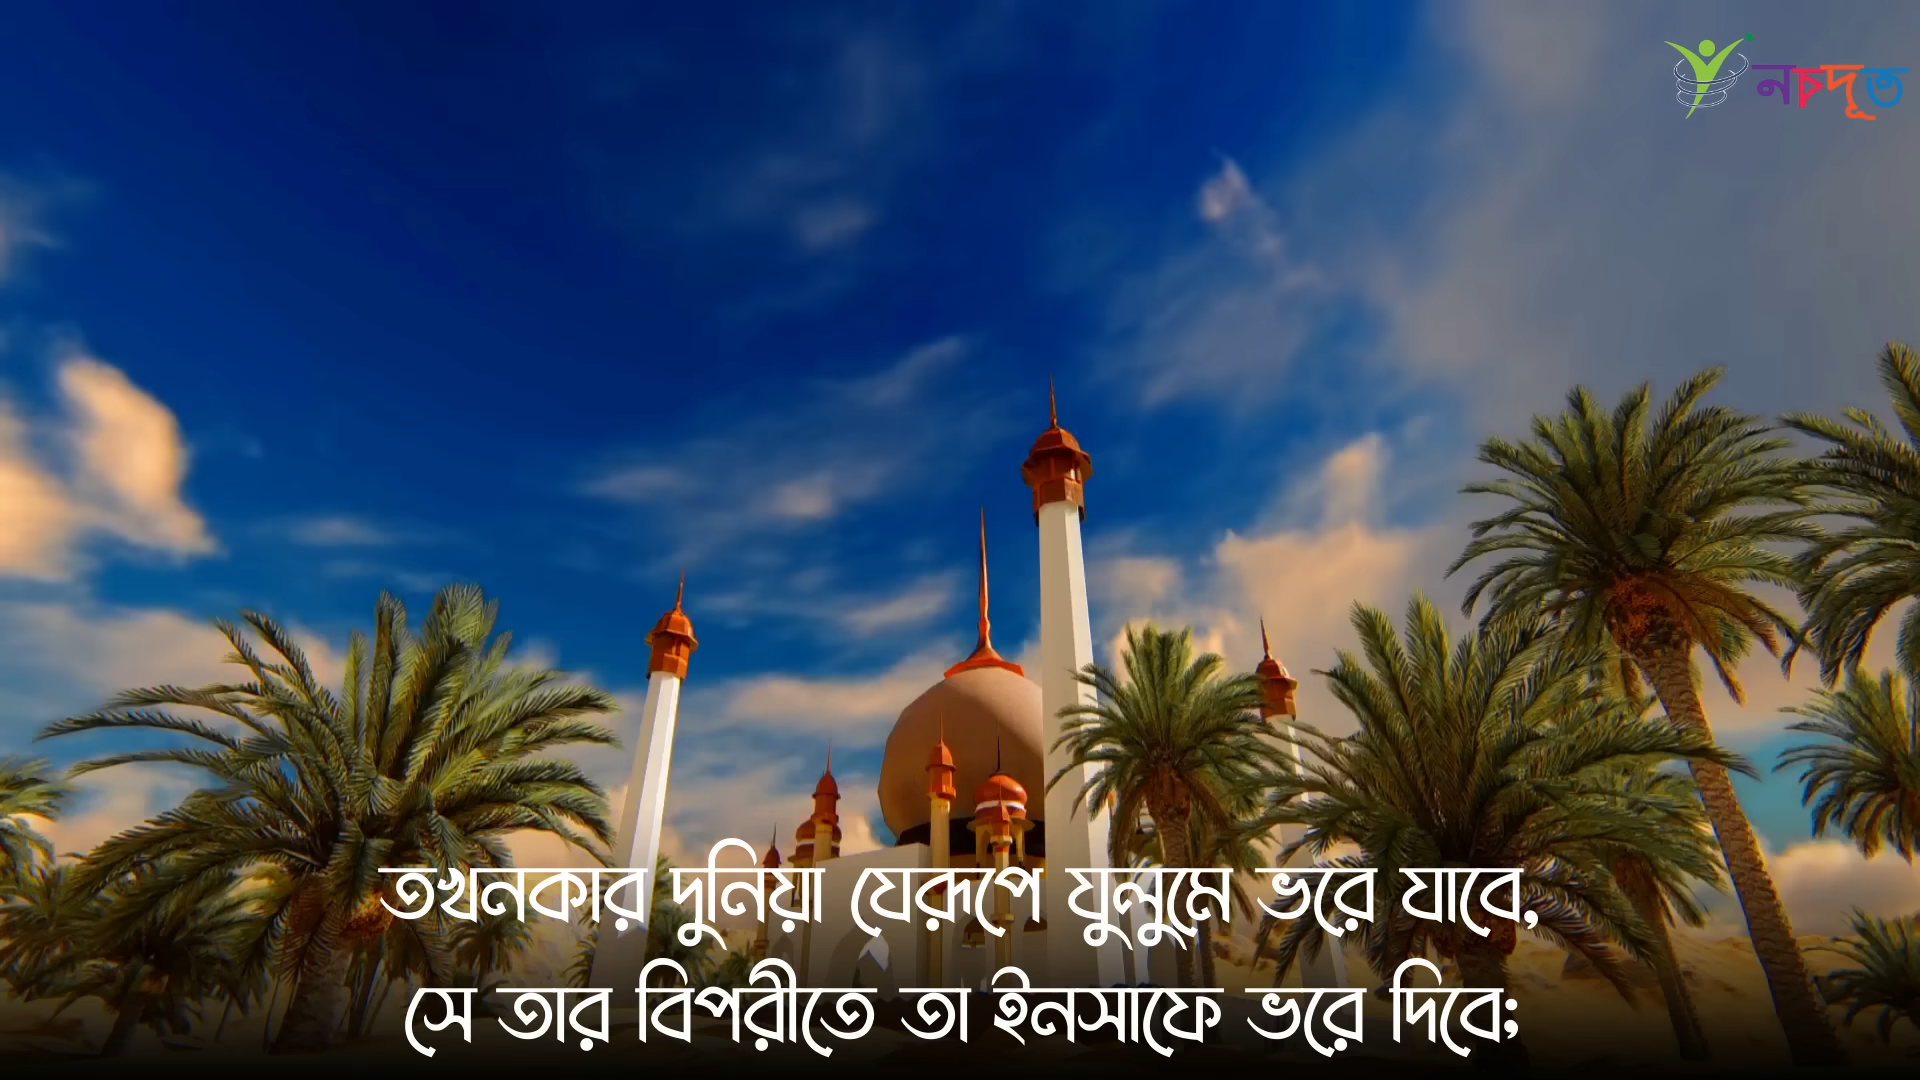 নচদূত
তখনকার দুনিয়া যেরূপে যুলুমে ভরে যাবে,
সে তার বিপরীতে তা ইনসাফে ভরে দিবে;